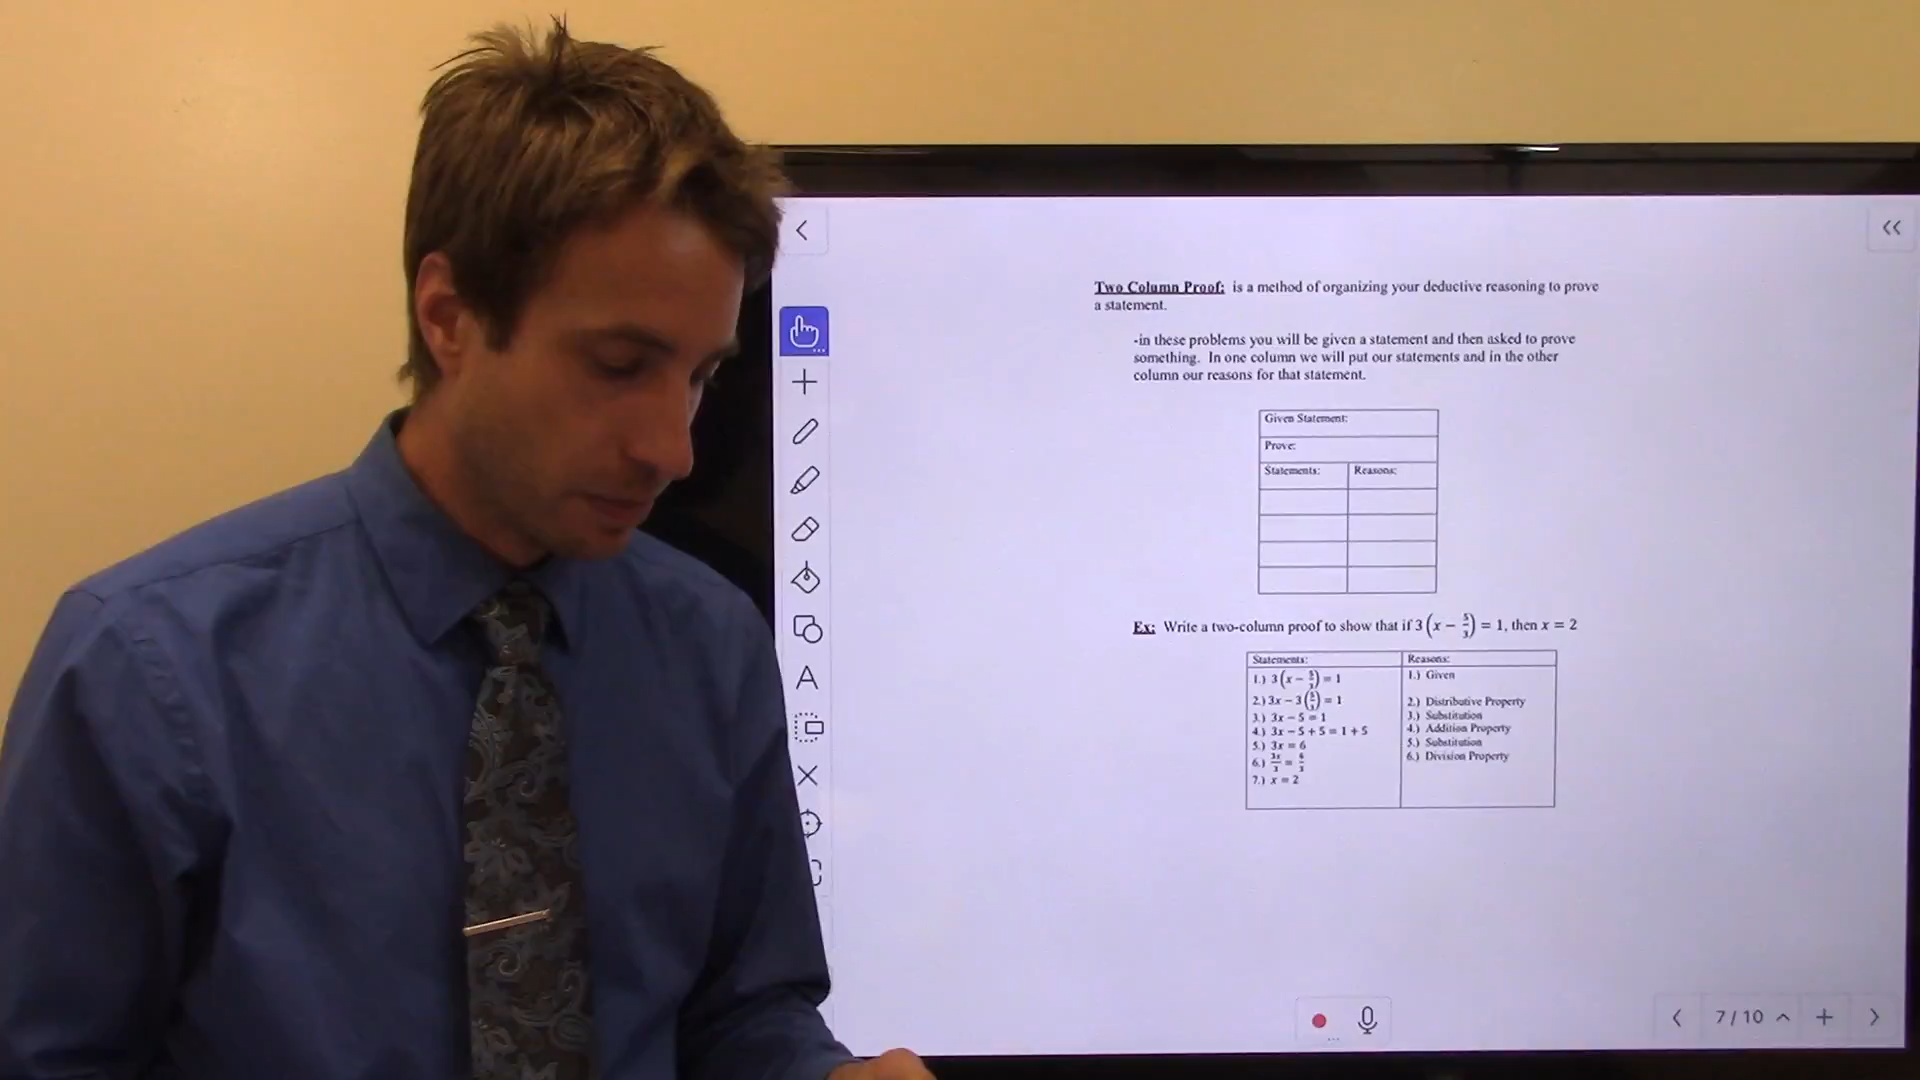 Two Column Proof: is a method of organizing your deductive reasoning to prove
a statement.
-in these problems you will be given a statement and then asked to prove
something. In one column we will put our statements and in the other
column our reasons for that statement.
Given Statement:
Prove:
Statements: Reasons:
Ex: Write a two-column proof to show that if 3(x − 5/3) = 1, then x = 2
Statements: Reasons:
1.) 3(x − 5/3) = 1 1.) Given
2.) 3x − 3(5/3) = 1 2.) Distributive Property
3.) 3x − 5 = 1 3.) Substitution
4.) 3x − 5 + 5 = 1 + 5 4.) Addition Property
5.) 3x = 6 5.) Substitution
6.) 3x/3 = 6/3 6.) Division Property
7.) x = 2
7 / 10